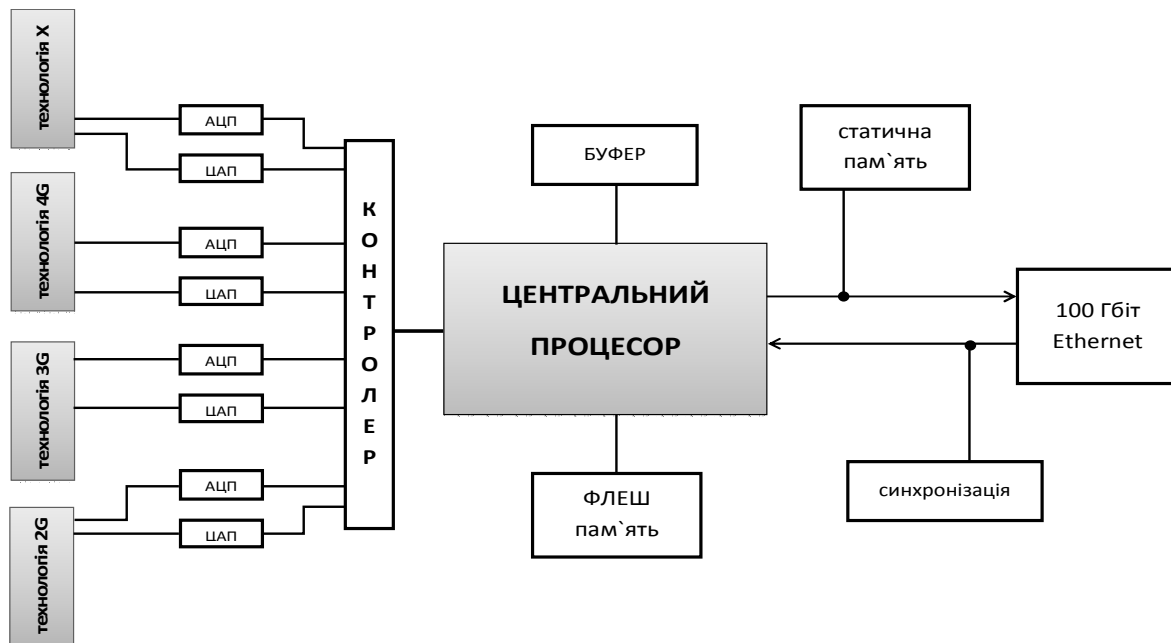 технологія X
АЦП
ЦАП
технологія 4G
АЦП
ЦАП
технологія 3G
АЦП
ЦАП
технологія 2G
АЦП
ЦАП
КОНТРОЛЕР
БУФЕР
ЦЕНТРАЛЬНИЙ
ПРОЦЕСОР
ФЛЕШ
пам`ять
статична
пам`ять
100 Гбіт
Ethernet
синхронізація